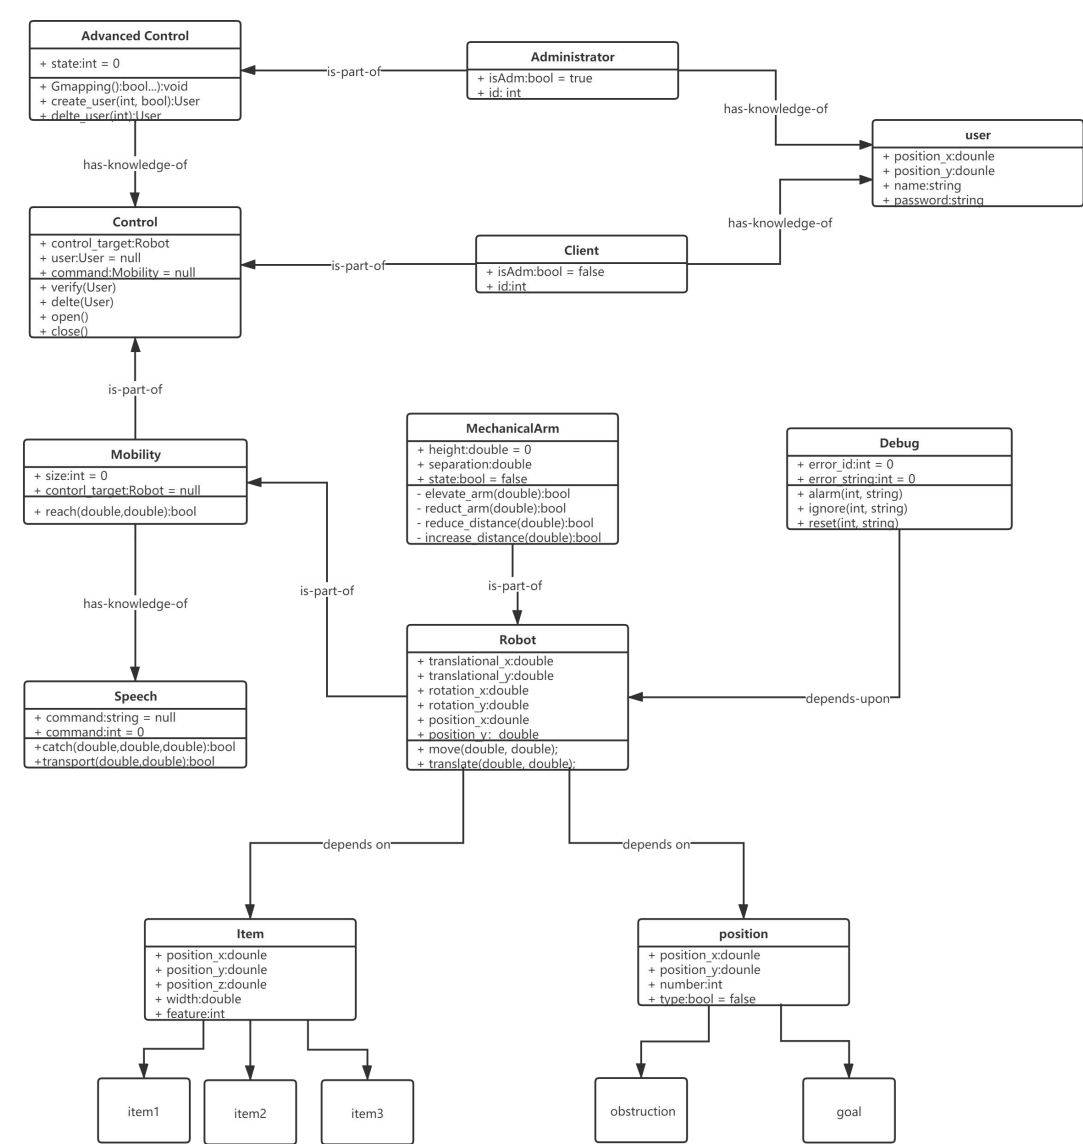 Advanced Control
+ state:int = 0
+ Gmapping():bool...):void
+ create_user(int, bool):User
+ delte_user(int):User
is-part-of
Administrator
+ isAdm:bool = true
+ id: int
has-knowledge-of
user
+ position_x:dounle
+ position_y:dounle
+ name:string
+ password:string
has-knowledge-of
Control
+ control_target:Robot
+ user:User = null
+ command:Mobility = null
+ verify(User)
+ delte(User)
+ open()
+ close()
is-part-of
Client
+ isAdm:bool = false
+ id:int
has-knowledge-of
is-part-of
Mobility
+ size:int = 0
+ contorl_target:Robot = null
+ reach(double,double):bool
MechanicalArm
+ height:double = 0
+ separation:double
+ state:bool = false
- elevate_arm(double):bool
- reduct_arm(double):bool
- reduce_distance(double):bool
- increase_distance(double):bool
Debug
+ error_id:int = 0
+ error_string:int = 0
+ alarm(int, string)
+ ignore(int, string)
+ reset(int, string)
has-knowledge-of
is-part-of
is-part-of
Speech
+ command:string = null
+ command:int = 0
+catch(double,double,double):bool
+transport(double,double):bool
Robot
+ translational_x:double
+ translational_y:double
+ rotation_x:double
+ rotation_y:double
+ position_x:dounle
+ position_y: double
+ move(double, double);
+ translate(double, double);
depends-upon
depends on
depends on
Item
+ position_x:dounle
+ position_y:dounle
+ position_z:dounle
+ width:double
+ feature:int
position
+ position_x:dounle
+ position_y:dounle
+ number:int
+ type:bool = false
item1
item2
item3
obstruction
goal